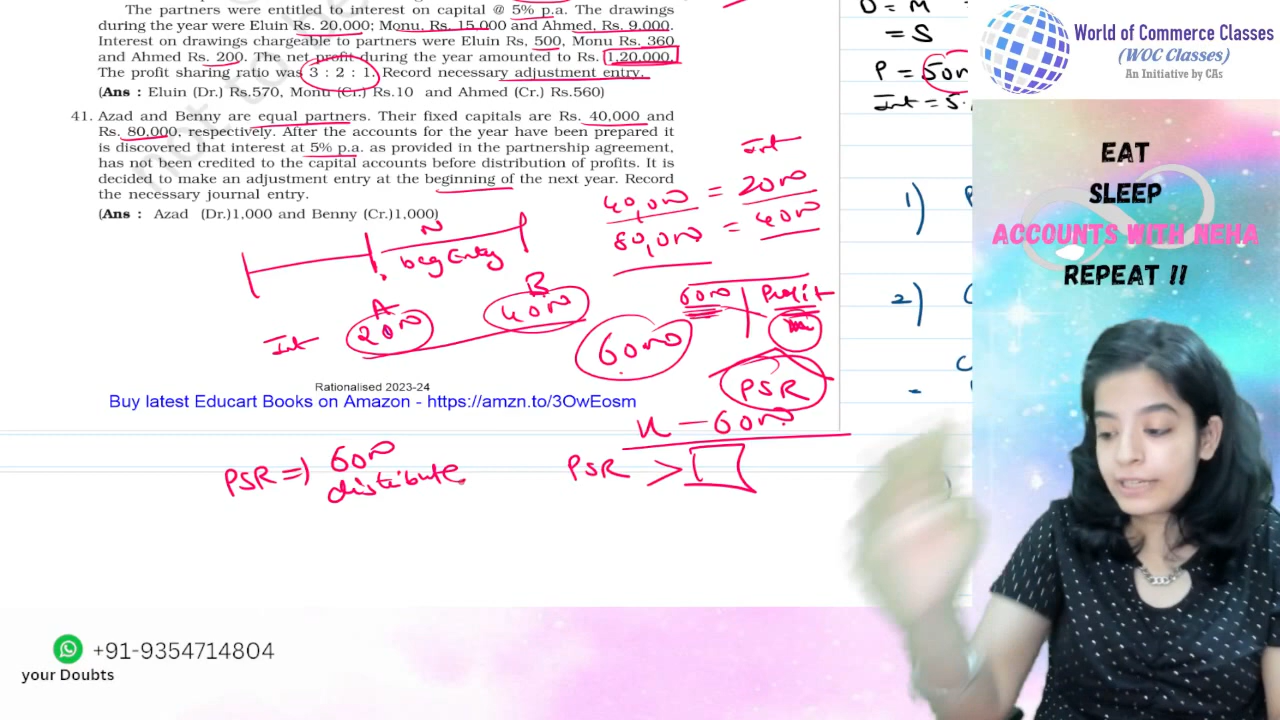 were not entitled to interest on capital @ 5% p.a. The drawings
during the year were Eluin Rs. 20,000; Monu, Rs. 15,000 and Ahmed, Rs. 9,000.
Interest on drawings chargeable to partners were Eluin Rs, 500, Monu Rs. 360
and Ahmed Rs. 200. The net profit during the year amounted to Rs. 1,20,000.
The profit sharing ratio was 3 : 2 : 1. Record necessary adjustment entry.
(Ans : Eluin (Dr.) Rs.570, Monu (Cr.) Rs.10 and Ahmed (Cr.) Rs.560)
41. Azad and Benny are equal partners. Their fixed capitals are Rs. 40,000 and
Rs. 80,000, respectively. After the accounts for the year have been prepared it
is discovered that interest at 5% p.a. as provided in the partnership agreement,
has not been credited to the capital accounts before distribution of profits. It is
decided to make an adjustment entry at the beginning of the next year. Record
the necessary journal entry.
(Ans : Azad (Dr.)1,000 and Benny (Cr.)1,000)
Int
40,000 = 2000
80,000 = 4000
N
beg Entry
A
B
Int 2000 4000
6000
6000 Profit
PSR
x - 6000
PSR >
Rationalised 2023-24
Buy latest Educart Books on Amazon - https://amzn.to/3OwEosm
PSR => 6000
distribute
D = M
= S
P = 5000
Int = 5.
1) P
2)
World of Commerce Classes
(WOC Classes)
An Initiative by CAs
EAT
SLEEP
ACCOUNTS WITH NEHA
REPEAT !!
+91-9354714804
your Doubts